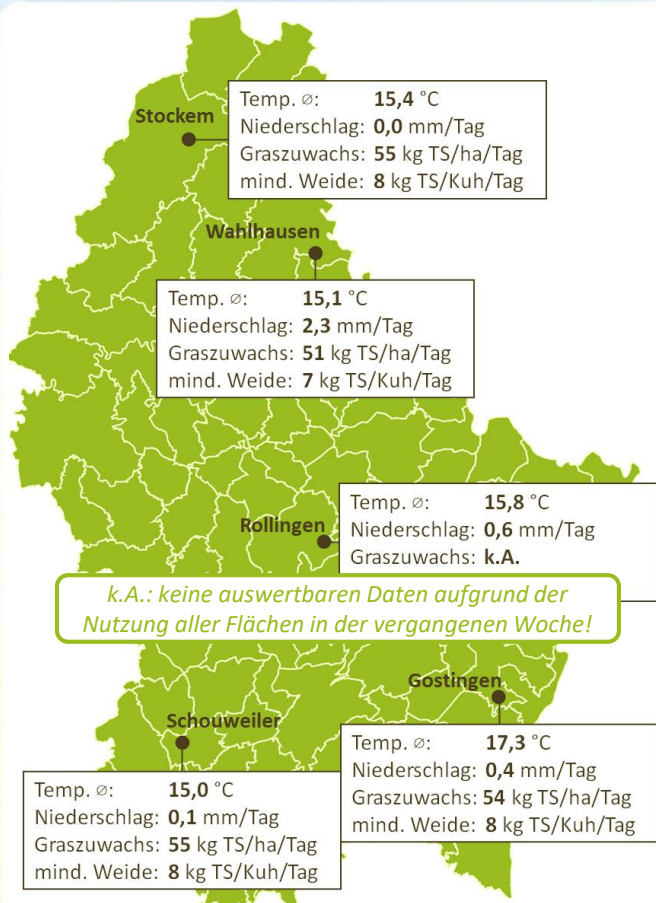 Stockem
Temp. ⌀: 15,4 °C
Niederschlag: 0,0 mm/Tag
Graszuwachs: 55 kg TS/ha/Tag
mind. Weide: 8 kg TS/Kuh/Tag
Wahlhausen
Temp. ⌀: 15,1 °C
Niederschlag: 2,3 mm/Tag
Graszuwachs: 51 kg TS/ha/Tag
mind. Weide: 7 kg TS/Kuh/Tag
Rollingen
Temp. ⌀: 15,8 °C
Niederschlag: 0,6 mm/Tag
Graszuwachs: k.A.
k.A.: keine auswertbaren Daten aufgrund der
Nutzung aller Flächen in der vergangenen Woche!
Gostingen
Temp. ⌀: 17,3 °C
Niederschlag: 0,4 mm/Tag
Graszuwachs: 54 kg TS/ha/Tag
mind. Weide: 8 kg TS/Kuh/Tag
Schouweiler
Temp. ⌀: 15,0 °C
Niederschlag: 0,1 mm/Tag
Graszuwachs: 55 kg TS/ha/Tag
mind. Weide: 8 kg TS/Kuh/Tag